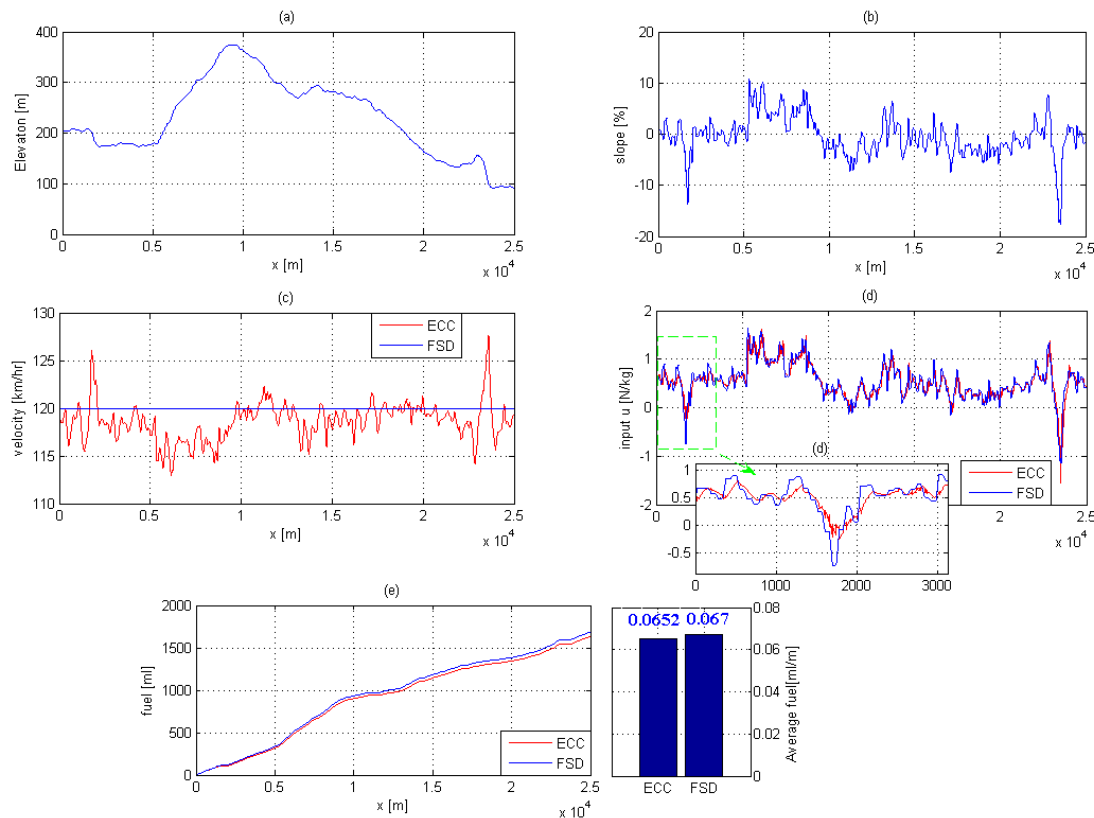 (a)
400
300
200
100
0
Elevaton [m]
0 0.5 1 1.5 2 2.5
x [m]
x 10^4
(b)
20
10
0
-10
-20
slope [%]
0 0.5 1 1.5 2 2.5
x [m]
x 10^4
(c)
130
125
120
115
110
velocity [km/hr]
ECC
FSD
0 0.5 1 1.5 2 2.5
x [m]
x 10^4
(d)
2
1
0
-2
input u [N/kg]
ECC
FSD
0 2 2.5
x [m]
x 10^4
(d)
1
0.5
0
-0.5
0 1000 2000 3000
(e)
2000
1500
1000
500
0
fuel [ml]
ECC
FSD
0 0.5 1 1.5 2 2.5
x [m]
x 10^4
0.0652 0.067
0.08
0.06
0.04
0.02
0
Average fuel[ml/m]
ECC FSD